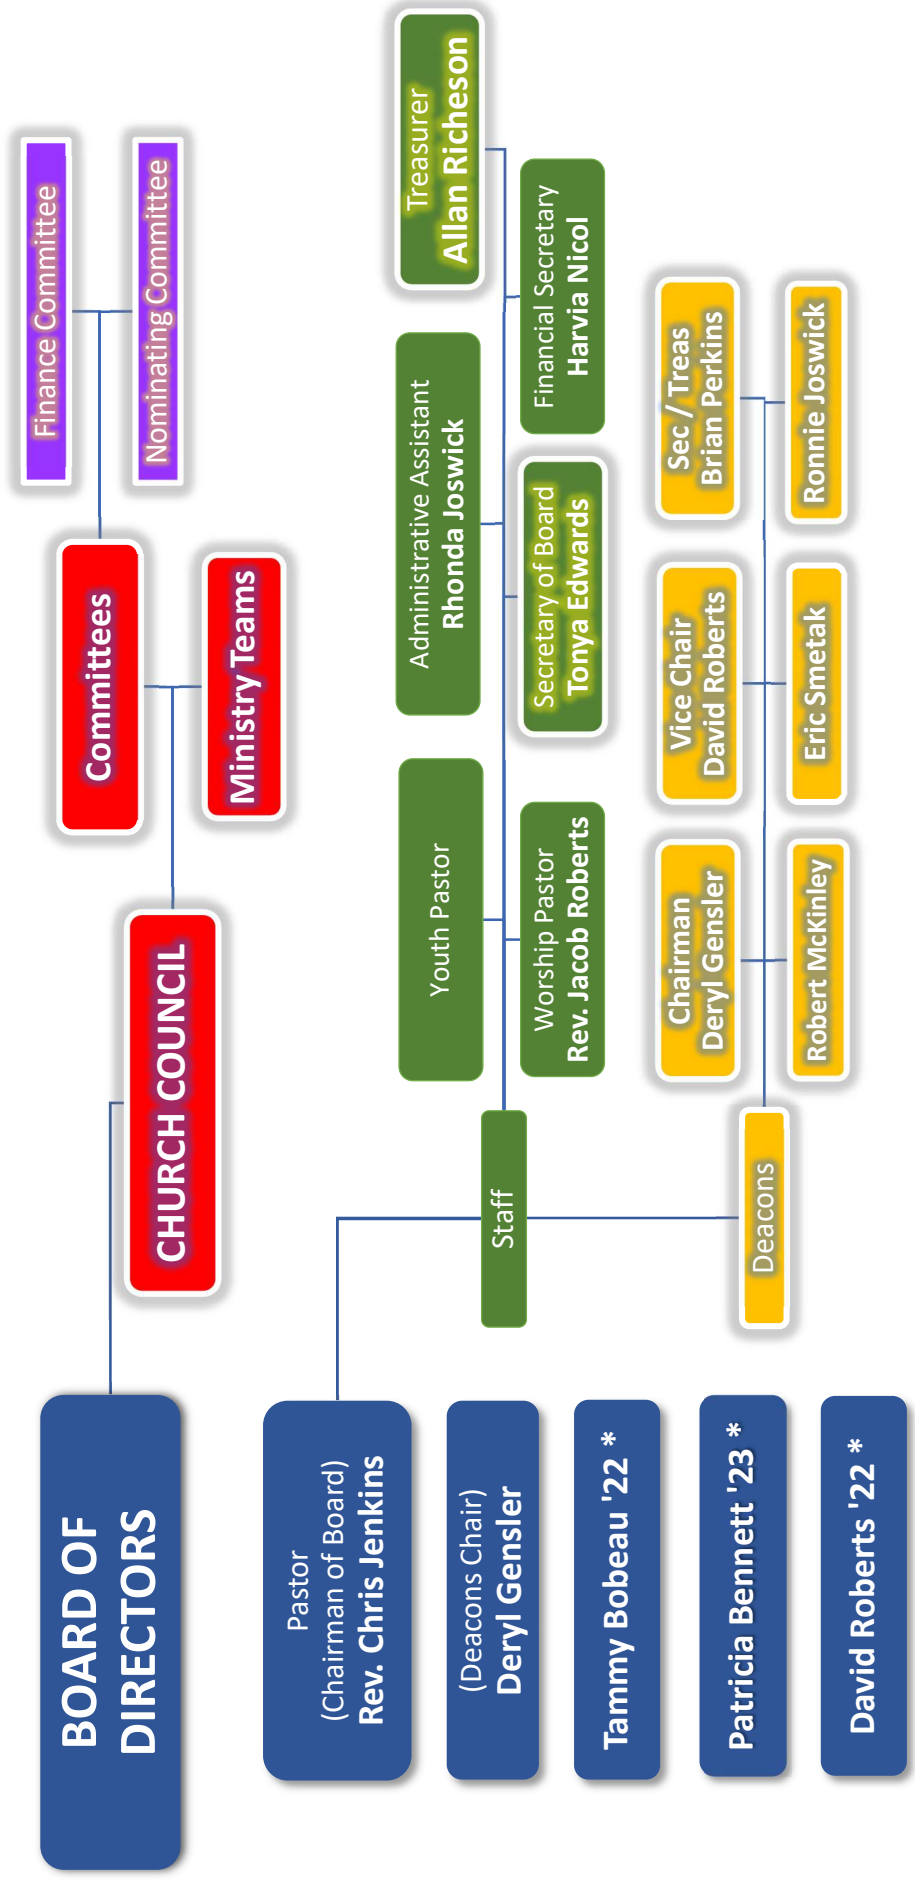 BOARD OF
DIRECTORS
CHURCH COUNCIL
Committees
Ministry Teams
Finance Committee
Nominating Committee
Pastor
(Chairman of Board)
Rev. Chris Jenkins
(Deacons Chair)
Deryl Gensler
Tammy Bobeau '22 *
Patricia Bennett '23 *
David Roberts '22 *
Staff
Youth Pastor
Administrative Assistant
Rhonda Joswick
Treasurer
Allan Richeson
Worship Pastor
Rev. Jacob Roberts
Secretary of Board
Tonya Edwards
Financial Secretary
Harvia Nicol
Deacons
Chairman
Deryl Gensler
Vice Chair
David Roberts
Sec / Treas
Brian Perkins
Robert McKinley
Eric Smetak
Ronnie Joswick